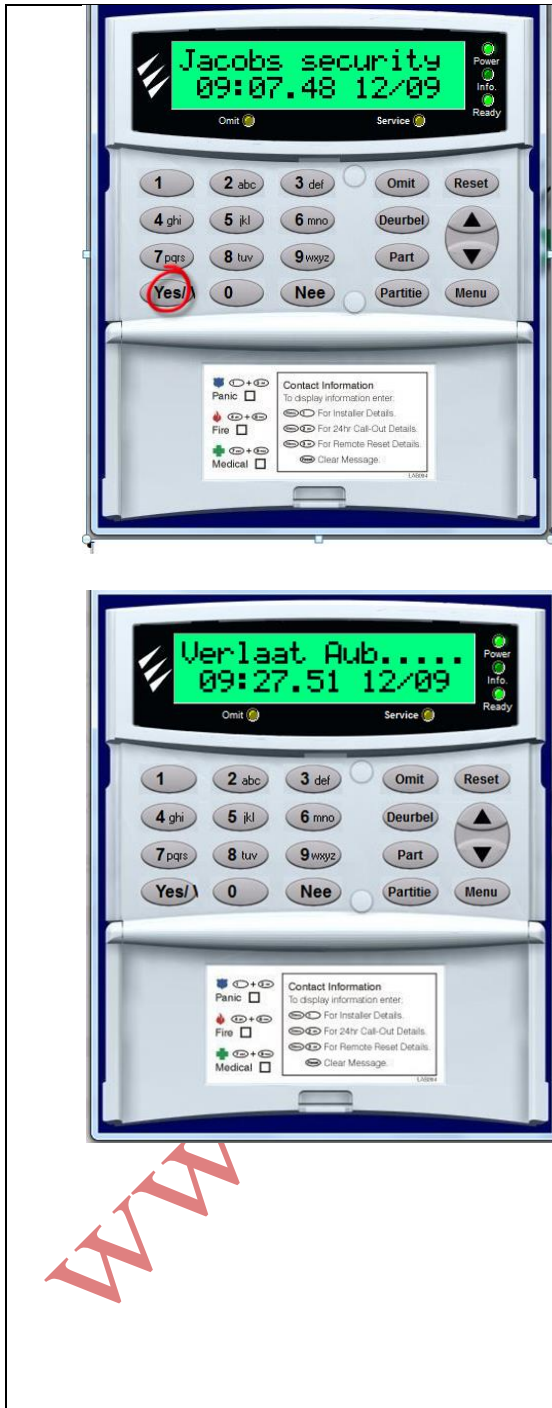 Jacobs security
09:07.48 12/09
Power
Info.
Ready
Omit Service
1 2 abc 3 def Omit Reset
4 ghi 5 jkl 6 mno Deurbel
7 pqrs 8 tuv 9 wxyz Part
Yes/ 0 Nee Partitie Menu
Panic
Fire
Medical
Contact Information
To display information enter:
For Installer Details.
For 24hr Call-Out Details.
For Remote Reset Details.
Clear Message.
Verlaat Aub.....
09:27.51 12/09
Power
Info.
Ready
Omit Service
1 2 abc 3 def Omit Reset
4 ghi 5 jkl 6 mno Deurbel
7 pqrs 8 tuv 9 wxyz Part
Yes/ 0 Nee Partitie Menu
Panic
Fire
Medical
Contact Information
To display information enter:
For Installer Details.
For 24hr Call-Out Details.
For Remote Reset Details.
Clear Message.
ww